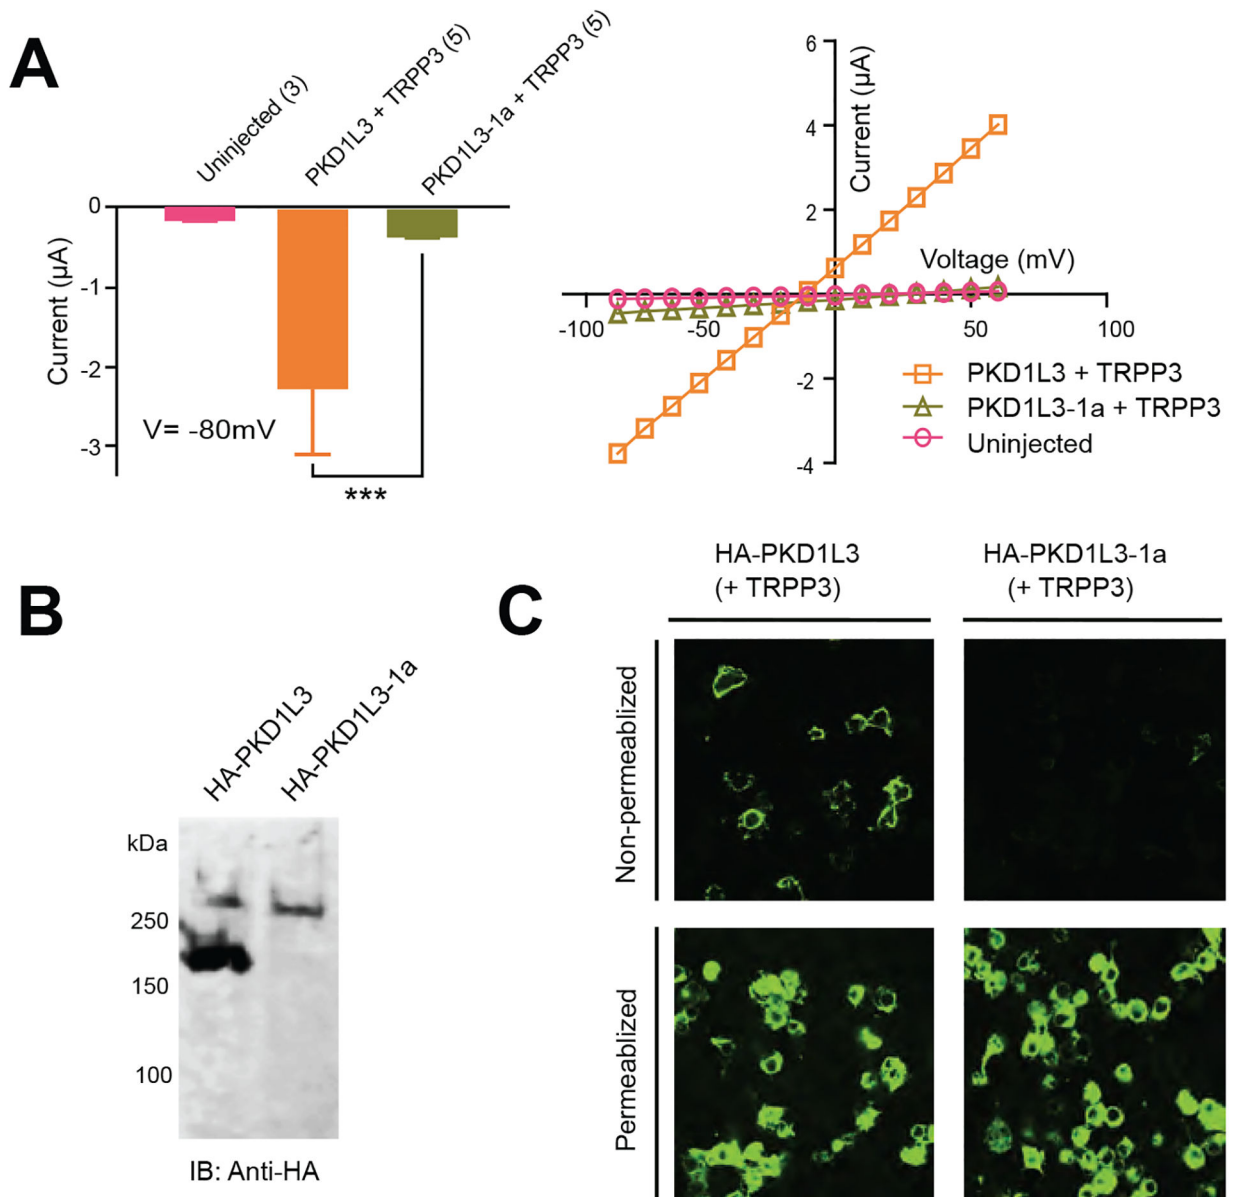 A
Uninjected (3)
PKD1L3 + TRPP3 (5)
PKD1L3-1a + TRPP3 (5)
0
-1
-2
-3
Current (µA)
V= -80mV
***
6
4
2
-2
-4
Current (µA)
Voltage (mV)
-100
-50
50
100
PKD1L3 + TRPP3
PKD1L3-1a + TRPP3
Uninjected
B
HA-PKD1L3
HA-PKD1L3-1a
kDa
250
150
100
IB: Anti-HA
C
HA-PKD1L3
(+ TRPP3)
HA-PKD1L3-1a
(+ TRPP3)
Non-permeablized
Permeablized